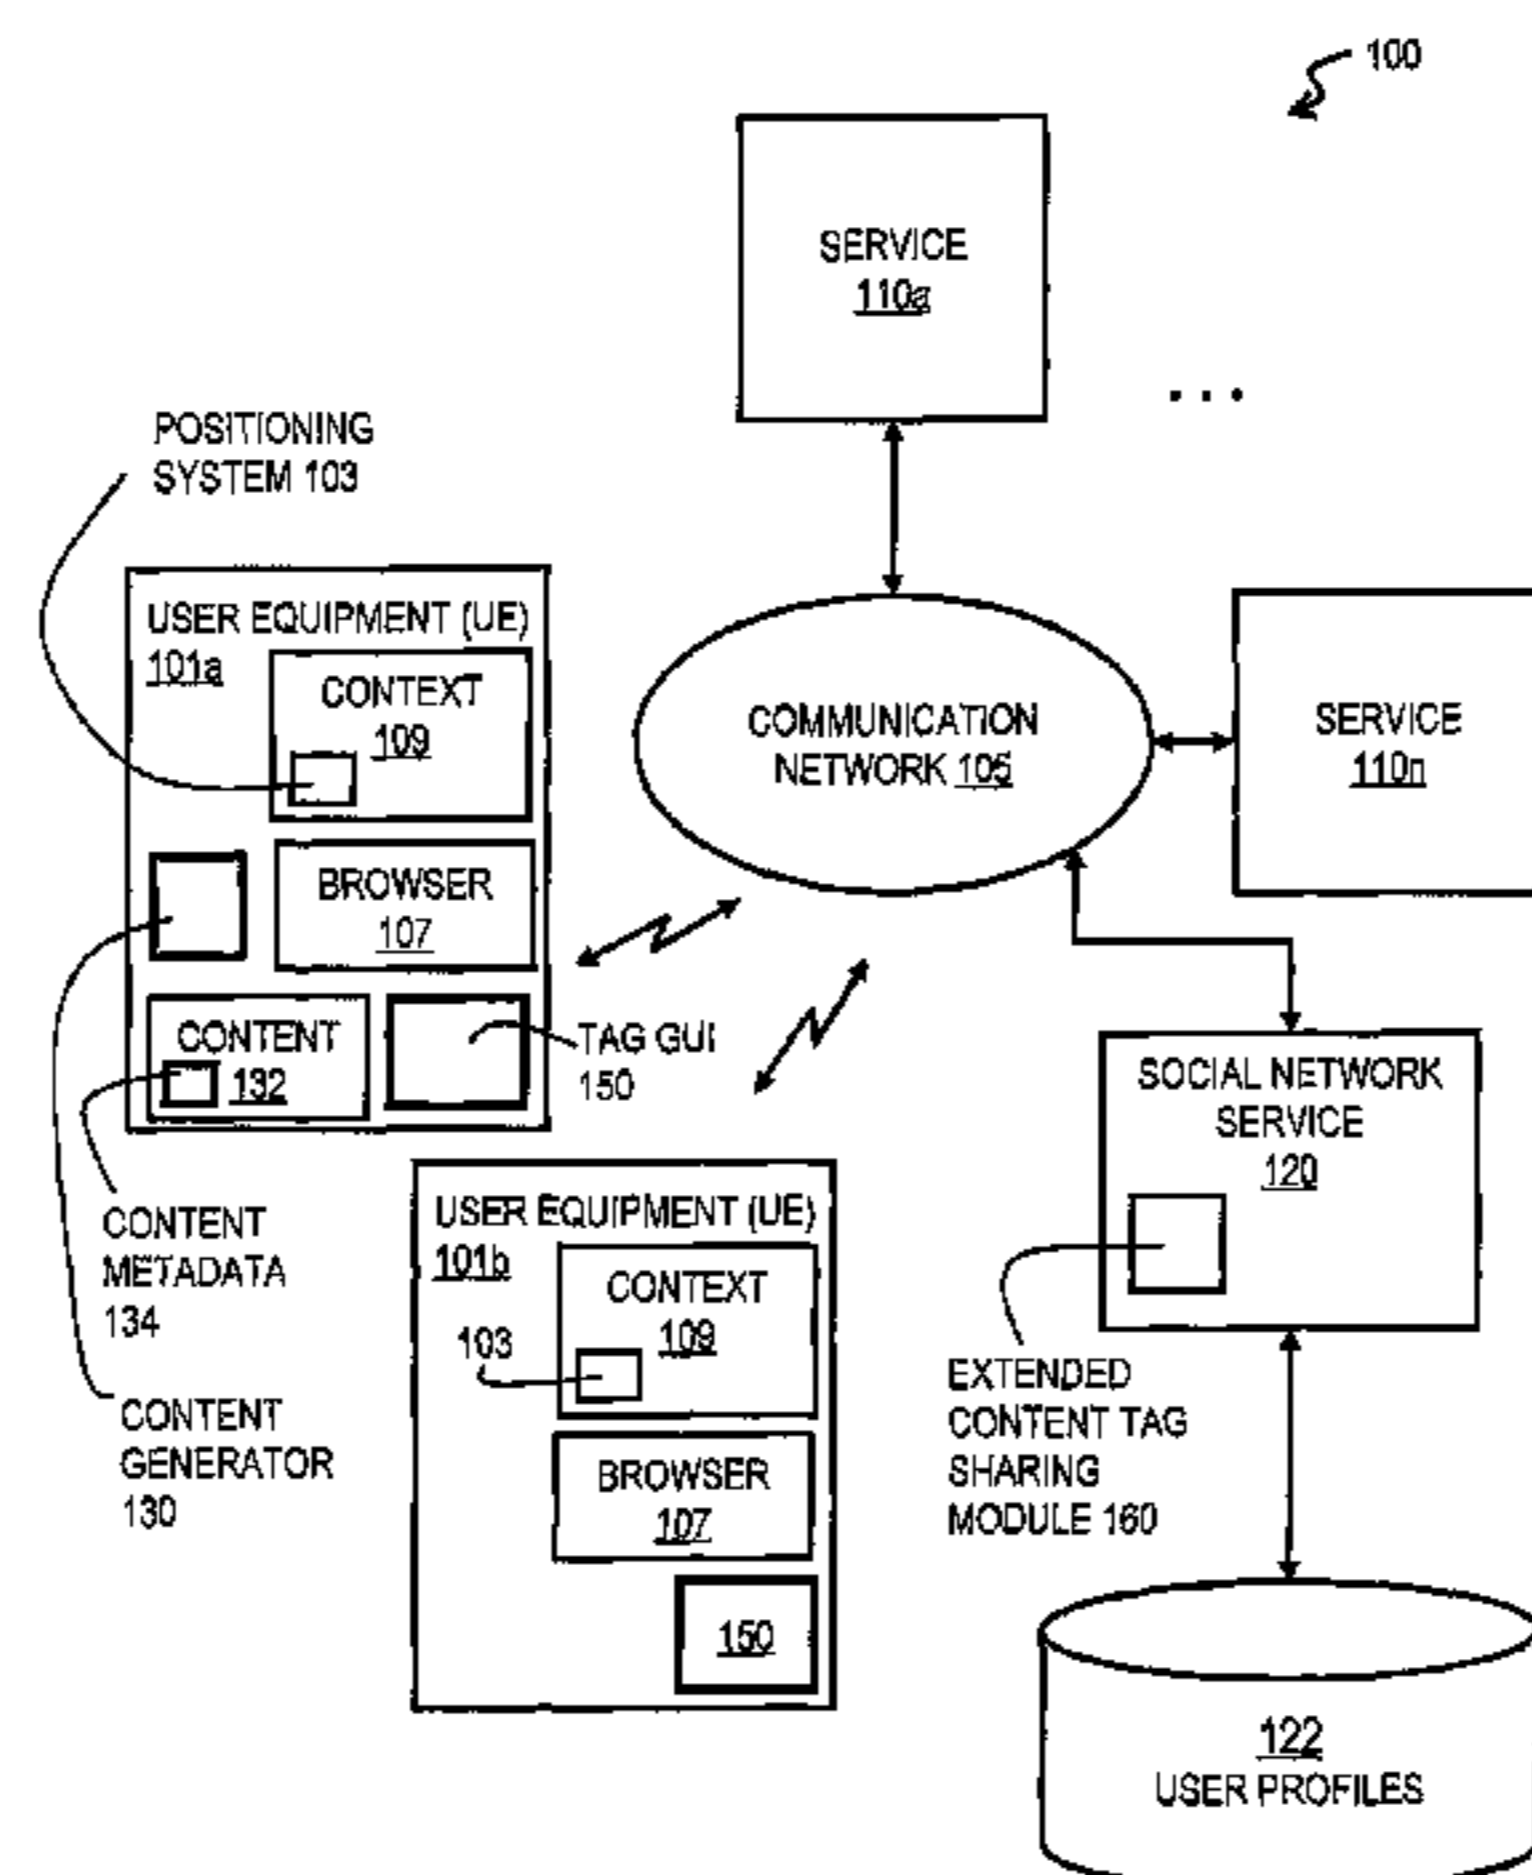 100
SERVICE
110a
...
POSITIONING
SYSTEM 103
USER EQUIPMENT (UE)
101a
CONTEXT
109
COMMUNICATION
NETWORK 105
SERVICE
110n
BROWSER
107
CONTENT
132
TAG GUI
150
SOCIAL NETWORK
SERVICE
120
CONTENT
METADATA
134
USER EQUIPMENT (UE)
101b
CONTEXT
109
103
EXTENDED
CONTENT TAG
SHARING
MODULE 160
CONTENT
GENERATOR
130
BROWSER
107
150
122
USER PROFILES